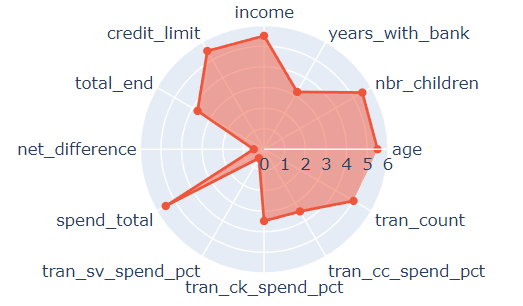 income
credit_limit
years_with_bank
total_end
nbr_children
net_difference
age
0 1 2 3 4 5 6
spend_total
tran_count
tran_sv_spend_pct
tran_cc_spend_pct
tran_ck_spend_pct